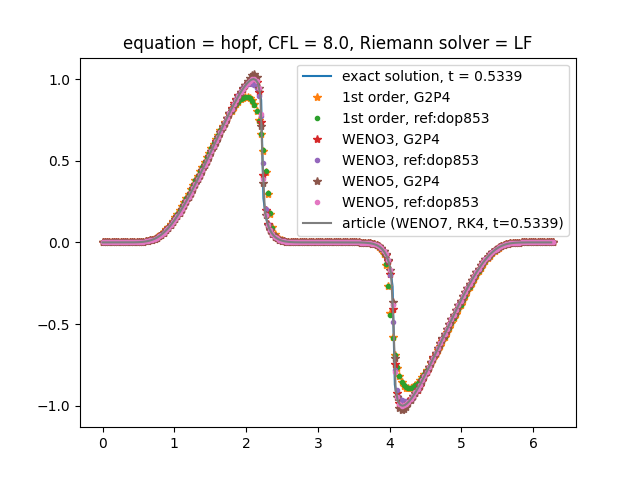 equation = hopf, CFL = 8.0, Riemann solver = LF
1.0
0.5
0.0
−0.5
−1.0
exact solution, t = 0.5339
1st order, G2P4
1st order, ref:dop853
WENO3, G2P4
WENO3, ref:dop853
WENO5, G2P4
WENO5, ref:dop853
article (WENO7, RK4, t=0.5339)
0 1 2 3 4 5 6